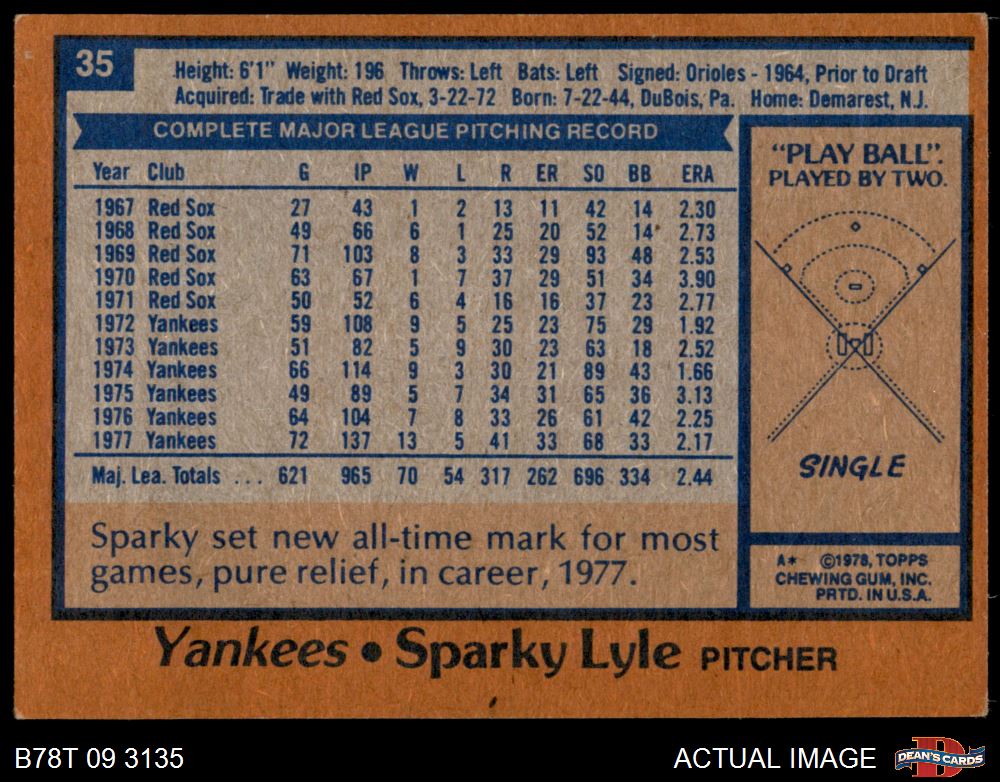 35
Height: 6'1" Weight: 196 Throws: Left Bats: Left Signed: Orioles - 1964, Prior to Draft
Acquired: Trade with Red Sox, 3-22-72 Born: 7-22-44, DuBois, Pa. Home: Demarest, N.J.
COMPLETE MAJOR LEAGUE PITCHING RECORD
Year Club G IP W L R ER SO BB ERA
1967 Red Sox 27 43 1 2 13 11 42 14 2.30
1968 Red Sox 49 66 6 1 25 20 52 14 2.73
1969 Red Sox 71 103 8 3 33 29 93 48 2.53
1970 Red Sox 63 67 1 7 37 29 51 34 3.90
1971 Red Sox 50 52 6 4 16 16 37 23 2.77
1972 Yankees 59 108 9 5 25 23 75 29 1.92
1973 Yankees 51 82 5 9 30 23 63 18 2.52
1974 Yankees 66 114 9 3 30 21 89 43 1.66
1975 Yankees 49 89 5 7 34 31 65 36 3.13
1976 Yankees 64 104 7 8 33 26 61 42 2.25
1977 Yankees 72 137 13 5 41 33 68 33 2.17
Maj. Lea. Totals ... 621 965 70 54 317 262 696 334 2.44
Sparky set new all-time mark for most
games, pure relief, in career, 1977.
"PLAY BALL".
PLAYED BY TWO.
SINGLE
A* ©1978, TOPPS
CHEWING GUM, INC.
PRTD. IN U.S.A.
Yankees • Sparky Lyle PITCHER
B78T 09 3135
ACTUAL IMAGE
D
DEAN'S CARDS